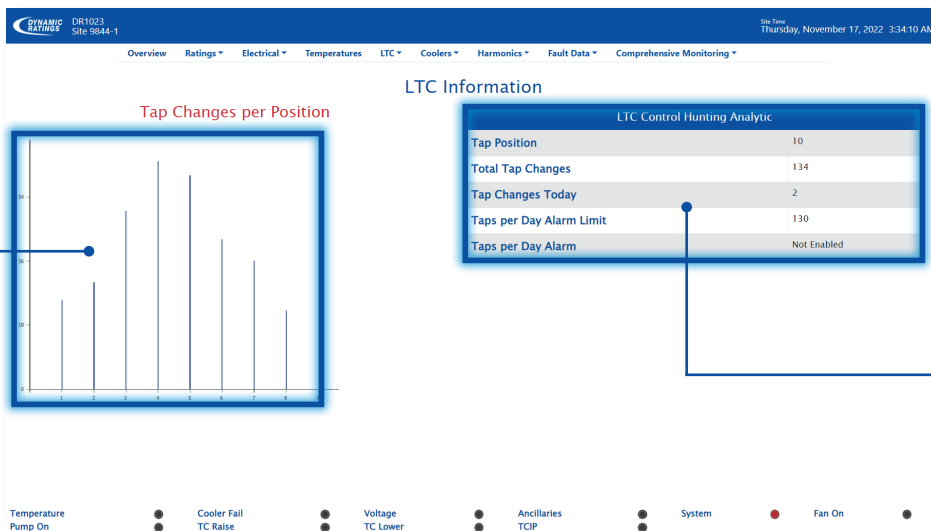 DYNAMIC RATINGS
DR1023
Site 9844-1
Site Time
Thursday, November 17, 2022 3:34:10 AM
Overview Ratings Electrical Temperatures LTC Coolers Harmonics Fault Data Comprehensive Monitoring
LTC Information
Tap Changes per Position
LTC Control Hunting Analytic
Tap Position 10
Total Tap Changes 134
Tap Changes Today 2
Taps per Day Alarm Limit 130
Taps per Day Alarm Not Enabled
36
18
0
1 2 3 4 5 6 7 8
Temperature Cooler Fail Voltage Ancillaries System Fan On
Pump On TC Raise TC Lower TCIP